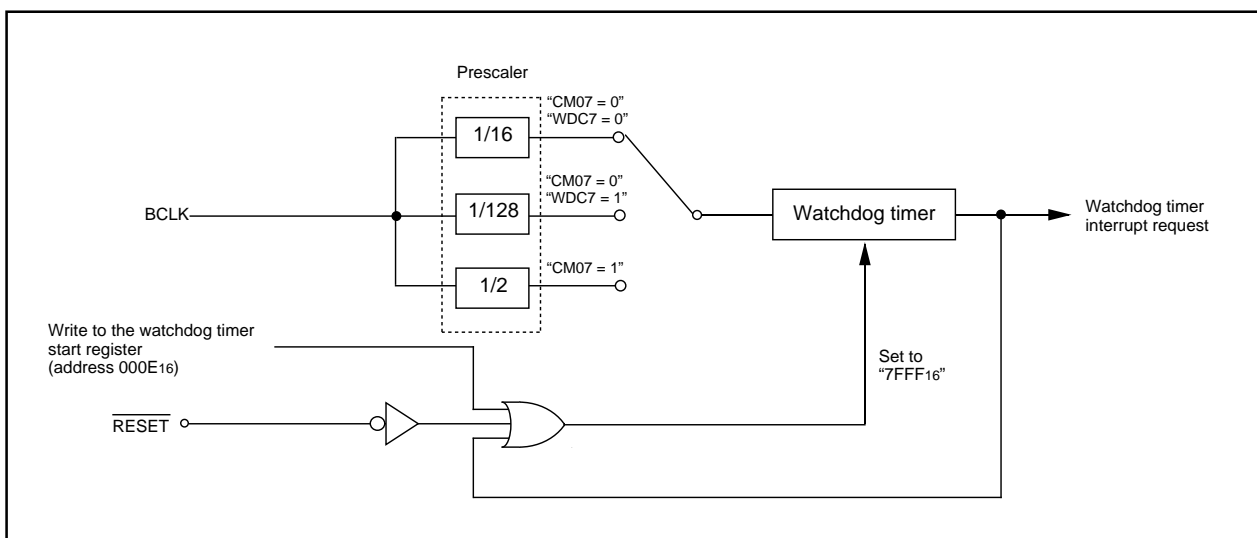 Prescaler
“CM07 = 0”
“WDC7 = 0”
1/16
“CM07 = 0”
“WDC7 = 1”
BCLK
1/128
Watchdog timer
Watchdog timer
interrupt request
“CM07 = 1”
1/2
Write to the watchdog timer
start register
(address 000E16)
Set to
“7FFF16”
RESET